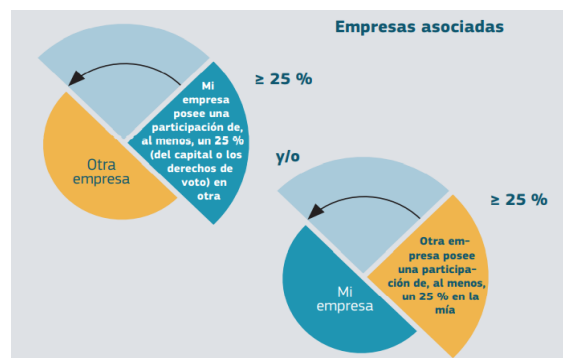 Empresas asociadas
≥ 25 %
Mi
empresa
posee una
participación de,
al menos, un 25 %
(del capital o los
derechos de
voto) en
otra
Otra
empresa
y/o
≥ 25 %
Otra em-
presa posee
una participa-
ción de, al menos,
un 25 % en la
mía
Mi
empresa